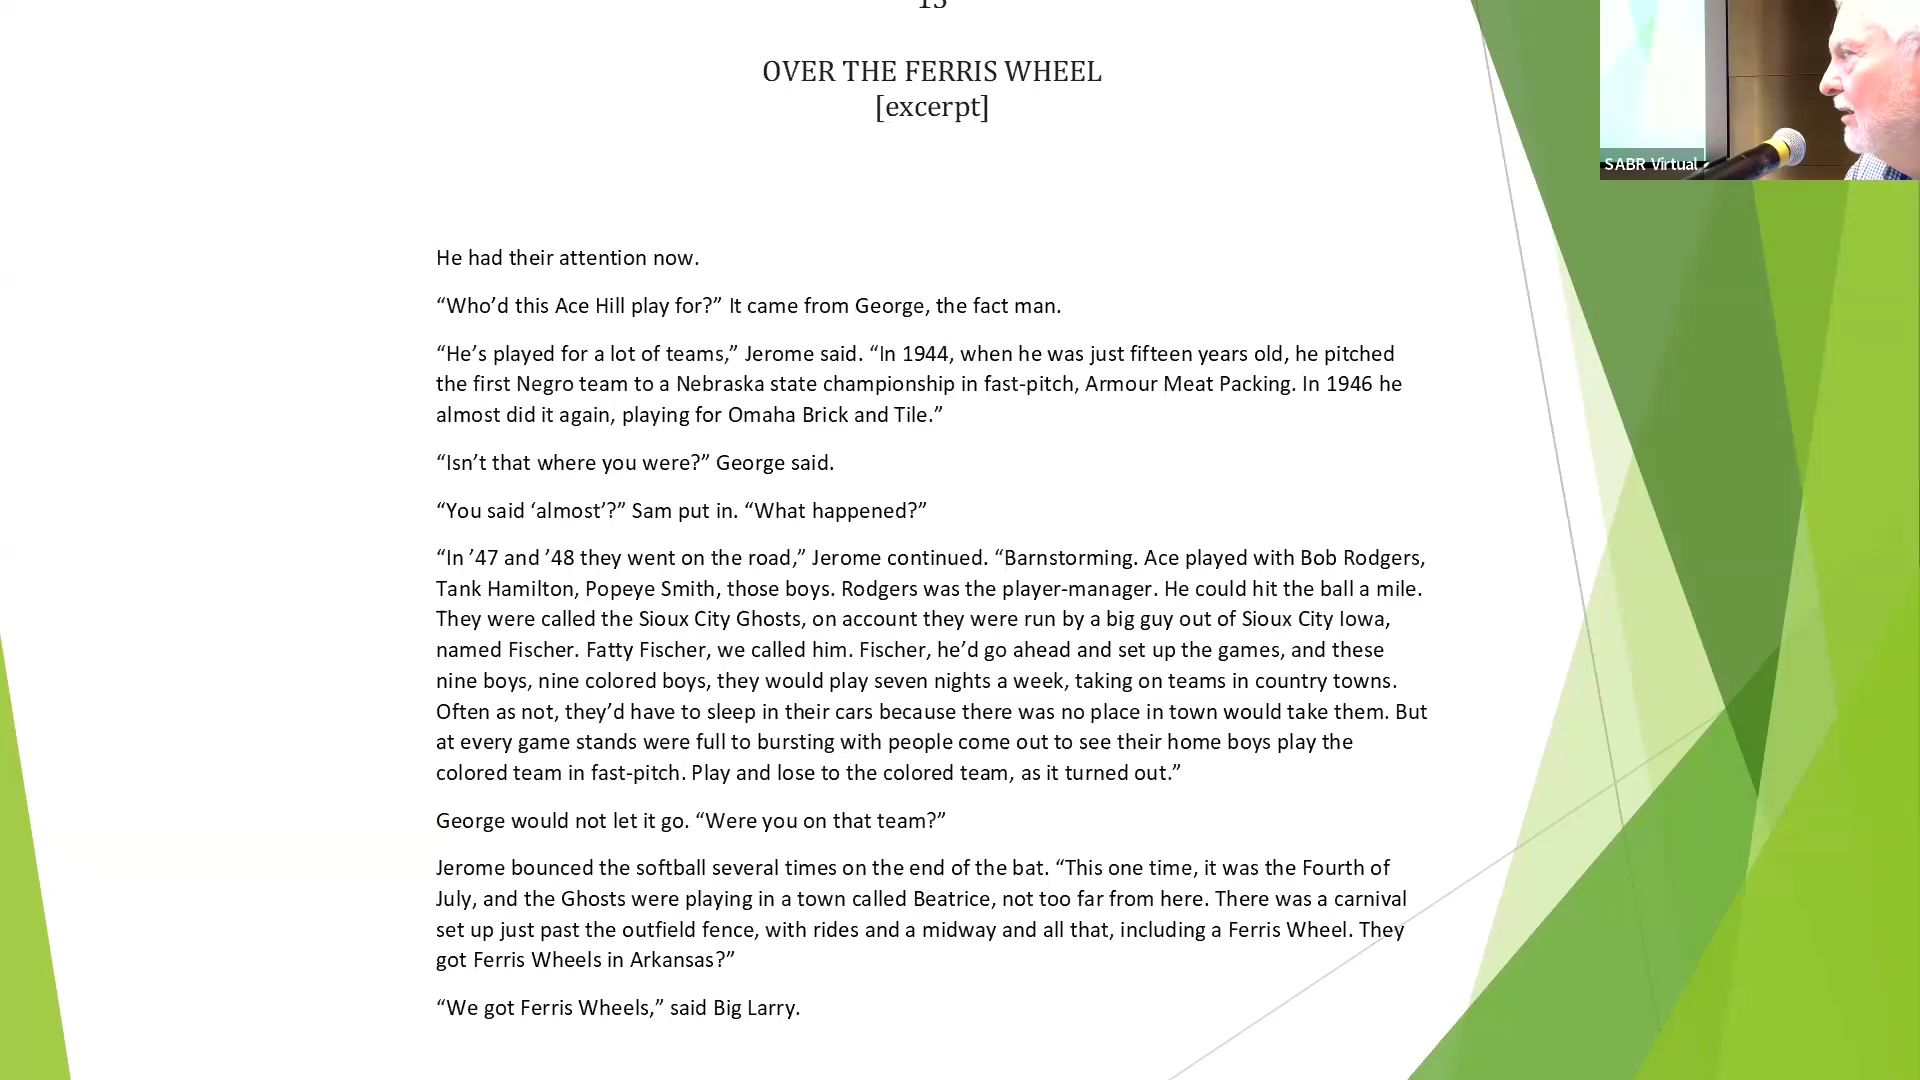 13
OVER THE FERRIS WHEEL
[excerpt]
SABR Virtual
He had their attention now.
“Who’d this Ace Hill play for?” It came from George, the fact man.
“He’s played for a lot of teams,” Jerome said. “In 1944, when he was just fifteen years old, he pitched
the first Negro team to a Nebraska state championship in fast-pitch, Armour Meat Packing. In 1946 he
almost did it again, playing for Omaha Brick and Tile.”
“Isn’t that where you were?” George said.
“You said ‘almost’?” Sam put in. “What happened?”
“In ’47 and ’48 they went on the road,” Jerome continued. “Barnstorming. Ace played with Bob Rodgers,
Tank Hamilton, Popeye Smith, those boys. Rodgers was the player-manager. He could hit the ball a mile.
They were called the Sioux City Ghosts, on account they were run by a big guy out of Sioux City Iowa,
named Fischer. Fatty Fischer, we called him. Fischer, he’d go ahead and set up the games, and these
nine boys, nine colored boys, they would play seven nights a week, taking on teams in country towns.
Often as not, they’d have to sleep in their cars because there was no place in town would take them. But
at every game stands were full to bursting with people come out to see their home boys play the
colored team in fast-pitch. Play and lose to the colored team, as it turned out.”
George would not let it go. “Were you on that team?”
Jerome bounced the softball several times on the end of the bat. “This one time, it was the Fourth of
July, and the Ghosts were playing in a town called Beatrice, not too far from here. There was a carnival
set up just past the outfield fence, with rides and a midway and all that, including a Ferris Wheel. They
got Ferris Wheels in Arkansas?”
“We got Ferris Wheels,” said Big Larry.